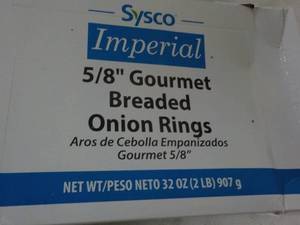 Sysco
Imperial
5/8" Gourmet
Breaded
Onion Rings
Aros de Cebolla Empanizados
Gourmet 5/8"
NET WT/PESO NETO 32 OZ (2 LB) 907 g